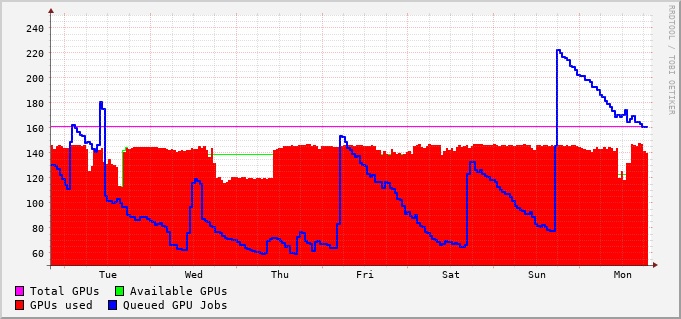 RRDTOOL / TOBI OETIKER
240
220
200
180
160
140
120
100
80
60
Tue Wed Thu Fri Sat Sun Mon
Total GPUs Available GPUs
GPUs used Queued GPU Jobs